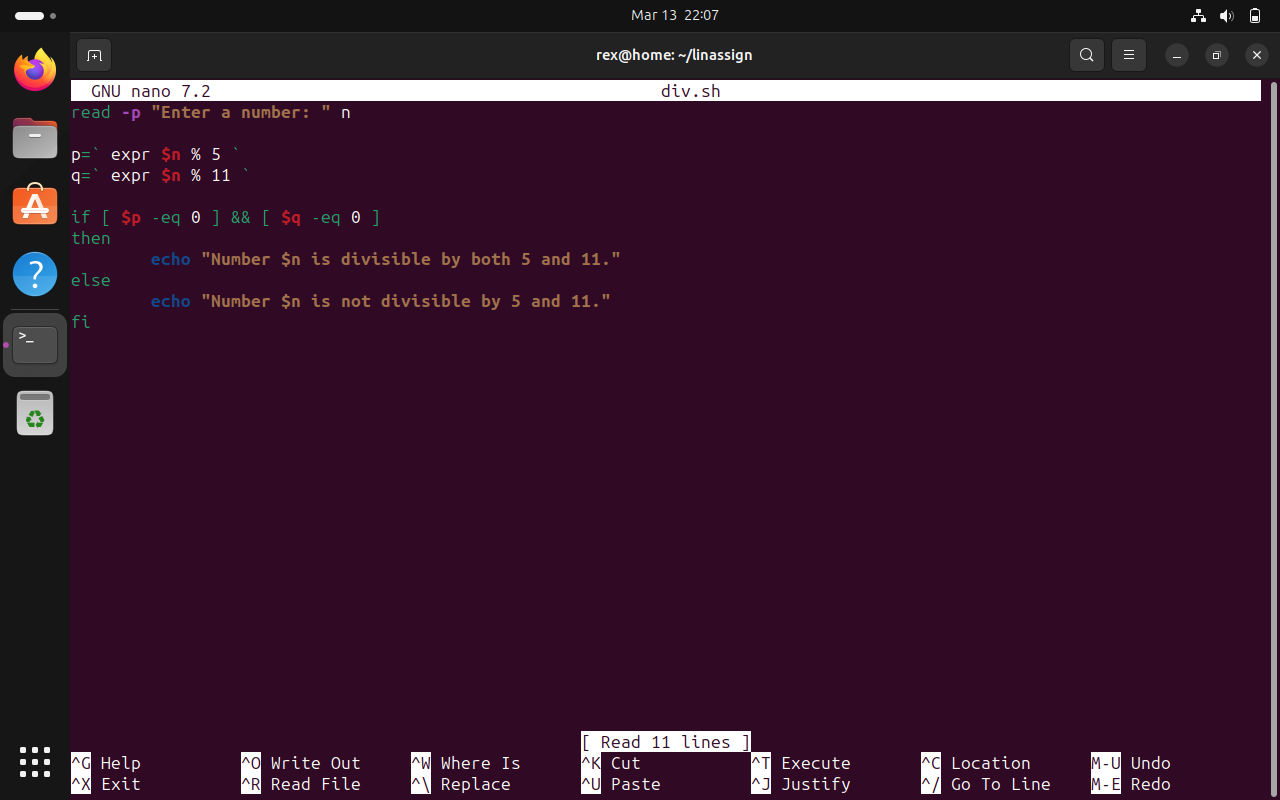 Mar 13 22:07
rex@home: ~/linassign
GNU nano 7.2 div.sh
read -p "Enter a number: " n
p=` expr $n % 5 `
q=` expr $n % 11 `
if [ $p -eq 0 ] && [ $q -eq 0 ]
then
echo "Number $n is divisible by both 5 and 11."
else
echo "Number $n is not divisible by 5 and 11."
fi
[ Read 11 lines ]
^G Help ^O Write Out ^W Where Is ^K Cut ^T Execute ^C Location M-U Undo
^X Exit ^R Read File ^\ Replace ^U Paste ^J Justify ^/ Go To Line M-E Redo